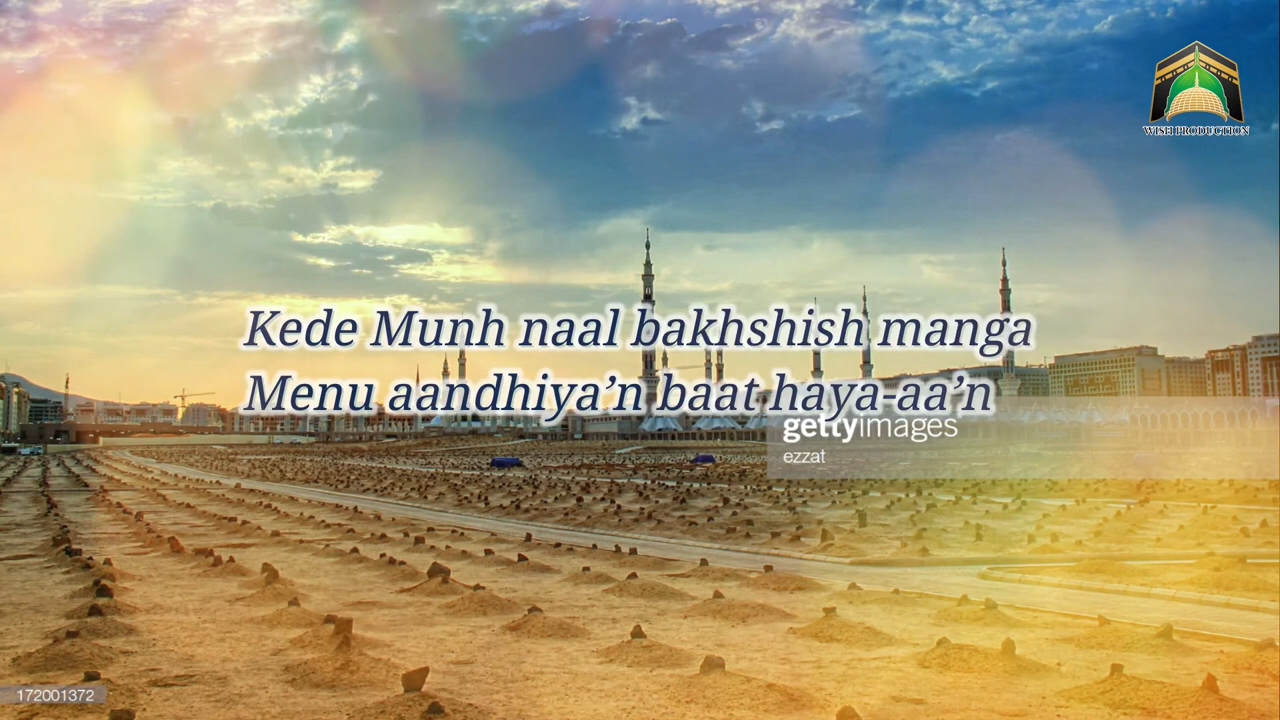 WISH PRODUCTION
Kede Munh naal bakhshish manga
Menu aandhiya’n baat haya-aa’n
gettyimages
ezzat
172001372